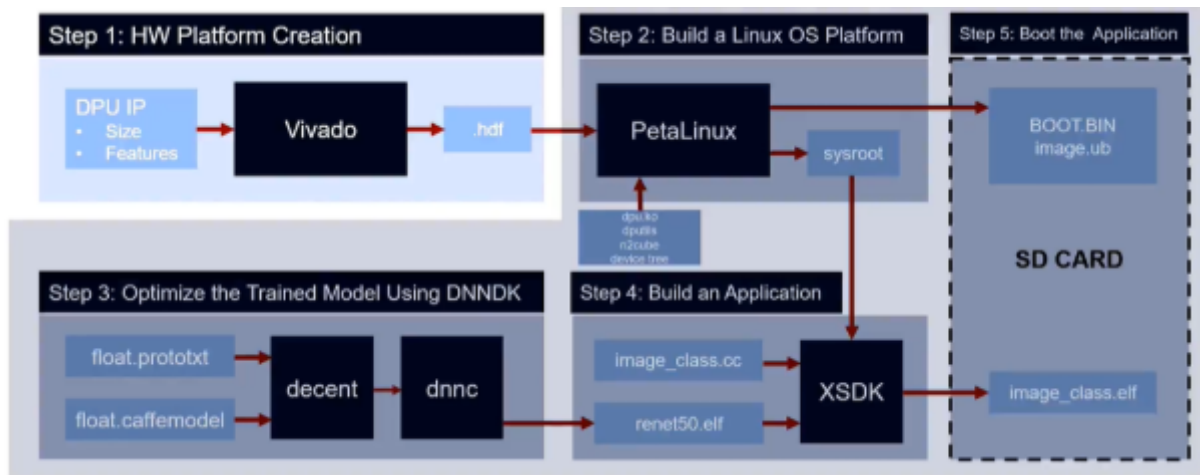 Step 1: HW Platform Creation
DPU IP
• Size
• Features
Vivado
.hdf
Step 2: Build a Linux OS Platform
PetaLinux
sysroot
dpu.ko
dputils
n2cube
device tree
Step 3: Optimize the Trained Model Using DNNDK
float.prototxt
float.caffemodel
decent
dnnc
Step 4: Build an Application
image_class.cc
renet50.elf
XSDK
Step 5: Boot the Application
BOOT.BIN
image.ub
SD CARD
image_class.elf